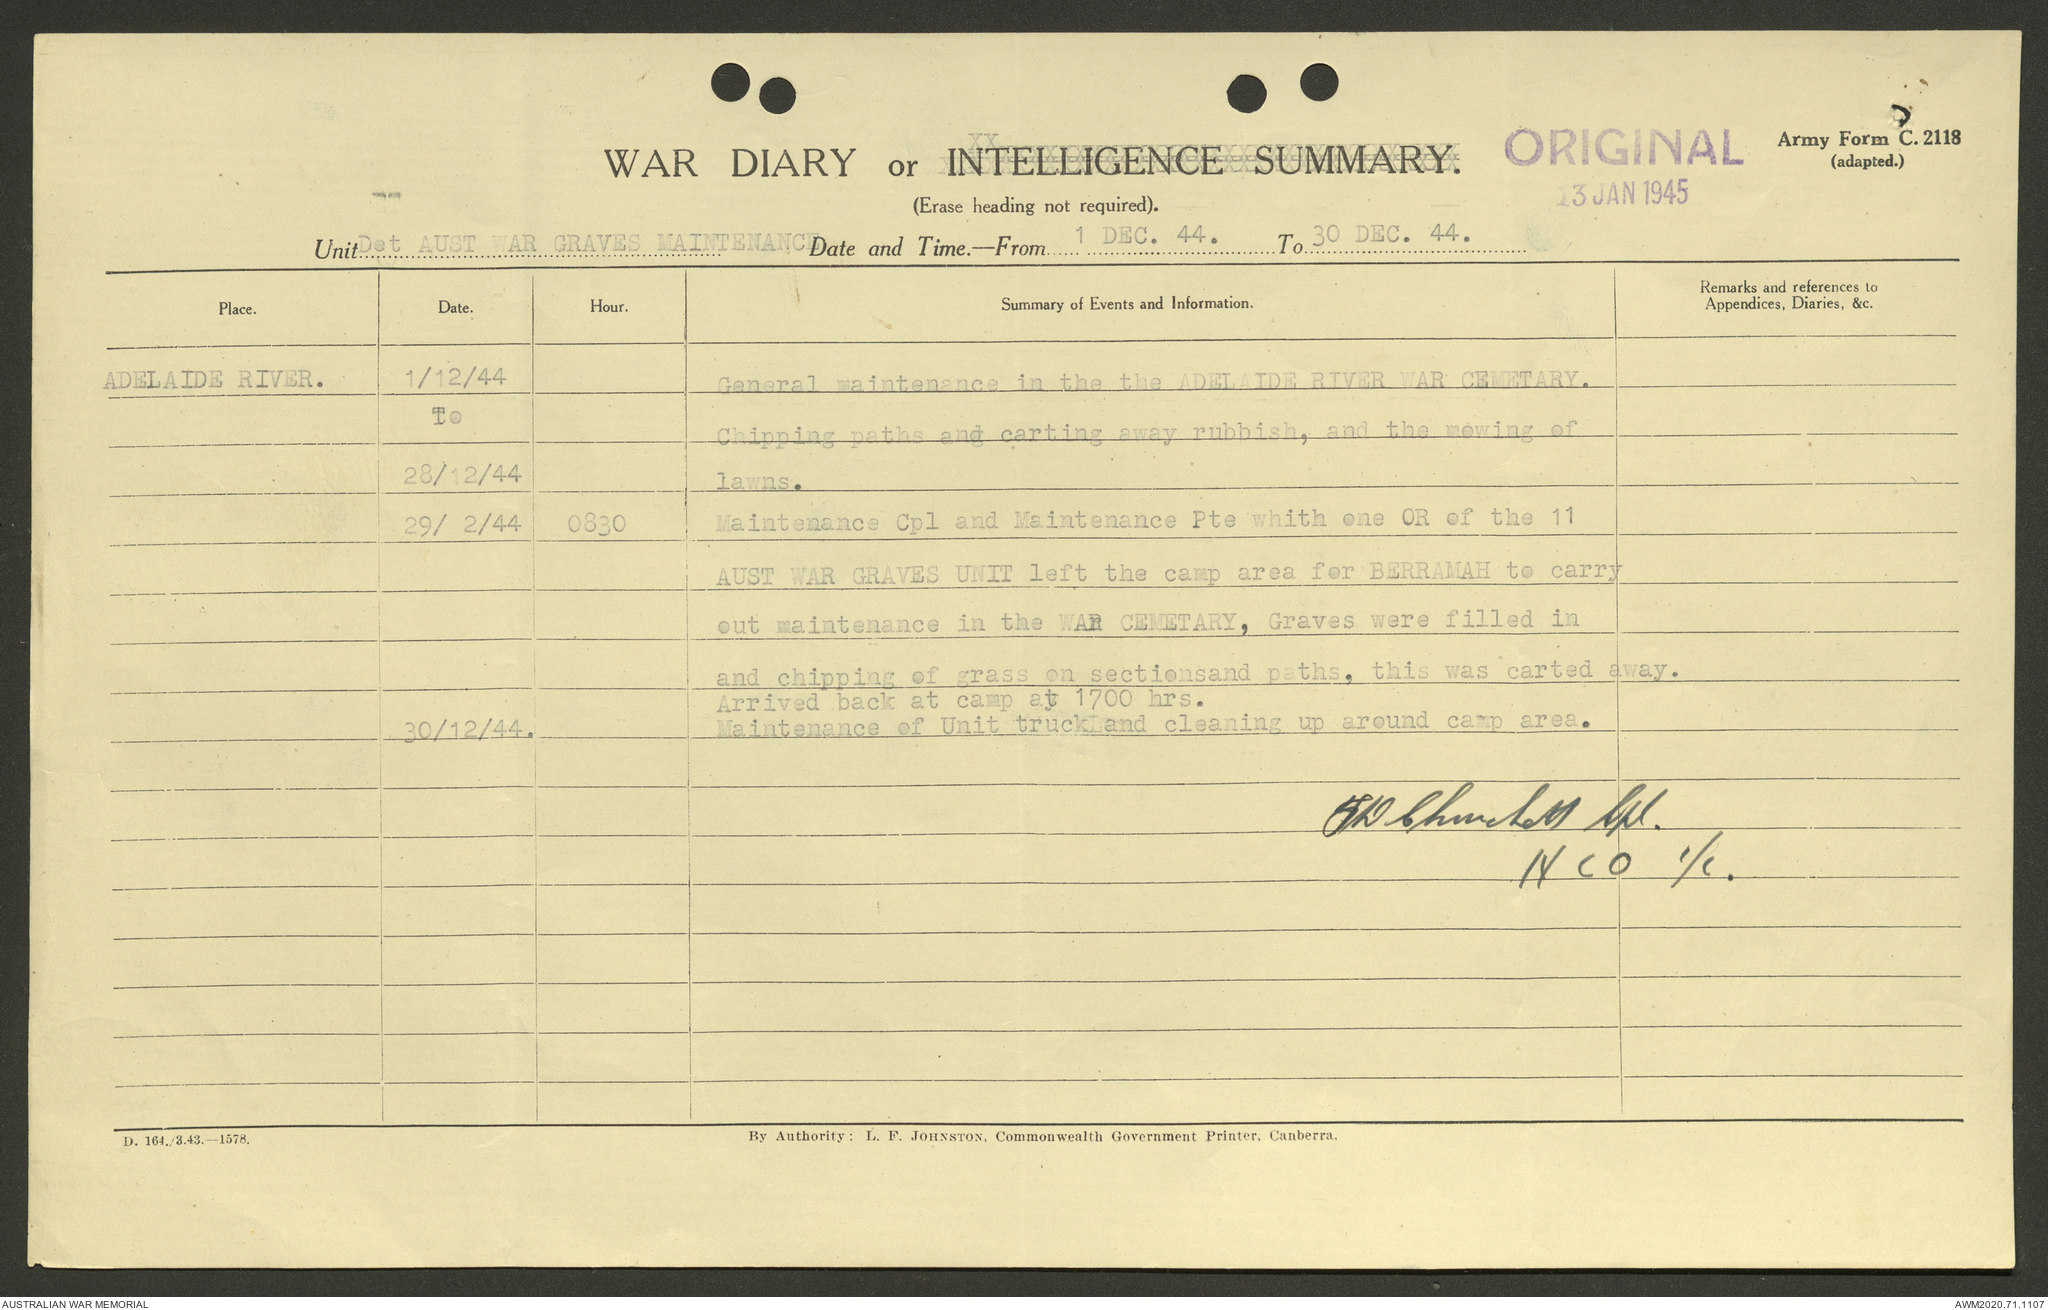 WAR DIARY or INTELLIGENCE SUMMARY.
ORIGINAL
13 JAN 1945
Army Form C. 2118
(adapted.)
(Erase heading not required).
Unit Det AUST WAR GRAVES MAINTENANCE Date and Time.—From 1 DEC. 44. To 30 DEC. 44.
Place. Date. Hour. Summary of Events and Information. Remarks and references to
Appendices, Diaries, &c.
ADELAIDE RIVER. 1/12/44 General maintenance in the the ADELAIDE RIVER WAR CEMETARY.
To Chipping paths and carting away rubbish, and the mowing of
28/12/44 lawns.
29/ 2/44 0830 Maintenance Cpl and Maintenance Pte whith one OR of the 11
AUST WAR GRAVES UNIT left the camp area for BERRAMAH to carry
out maintenance in the WAR CEMETARY, Graves were filled in
and chipping of grass on sectionsand paths, this was carted away.
Arrived back at camp at 1700 hrs.
30/12/44. Maintenance of Unit truck and cleaning up around camp area.
Cpl.
NCO i/c.
D. 164./3.43.—1578.
By Authority: L. F. JOHNSTON, Commonwealth Government Printer, Canberra.
AUSTRALIAN WAR MEMORIAL
AWM2020.71.1107